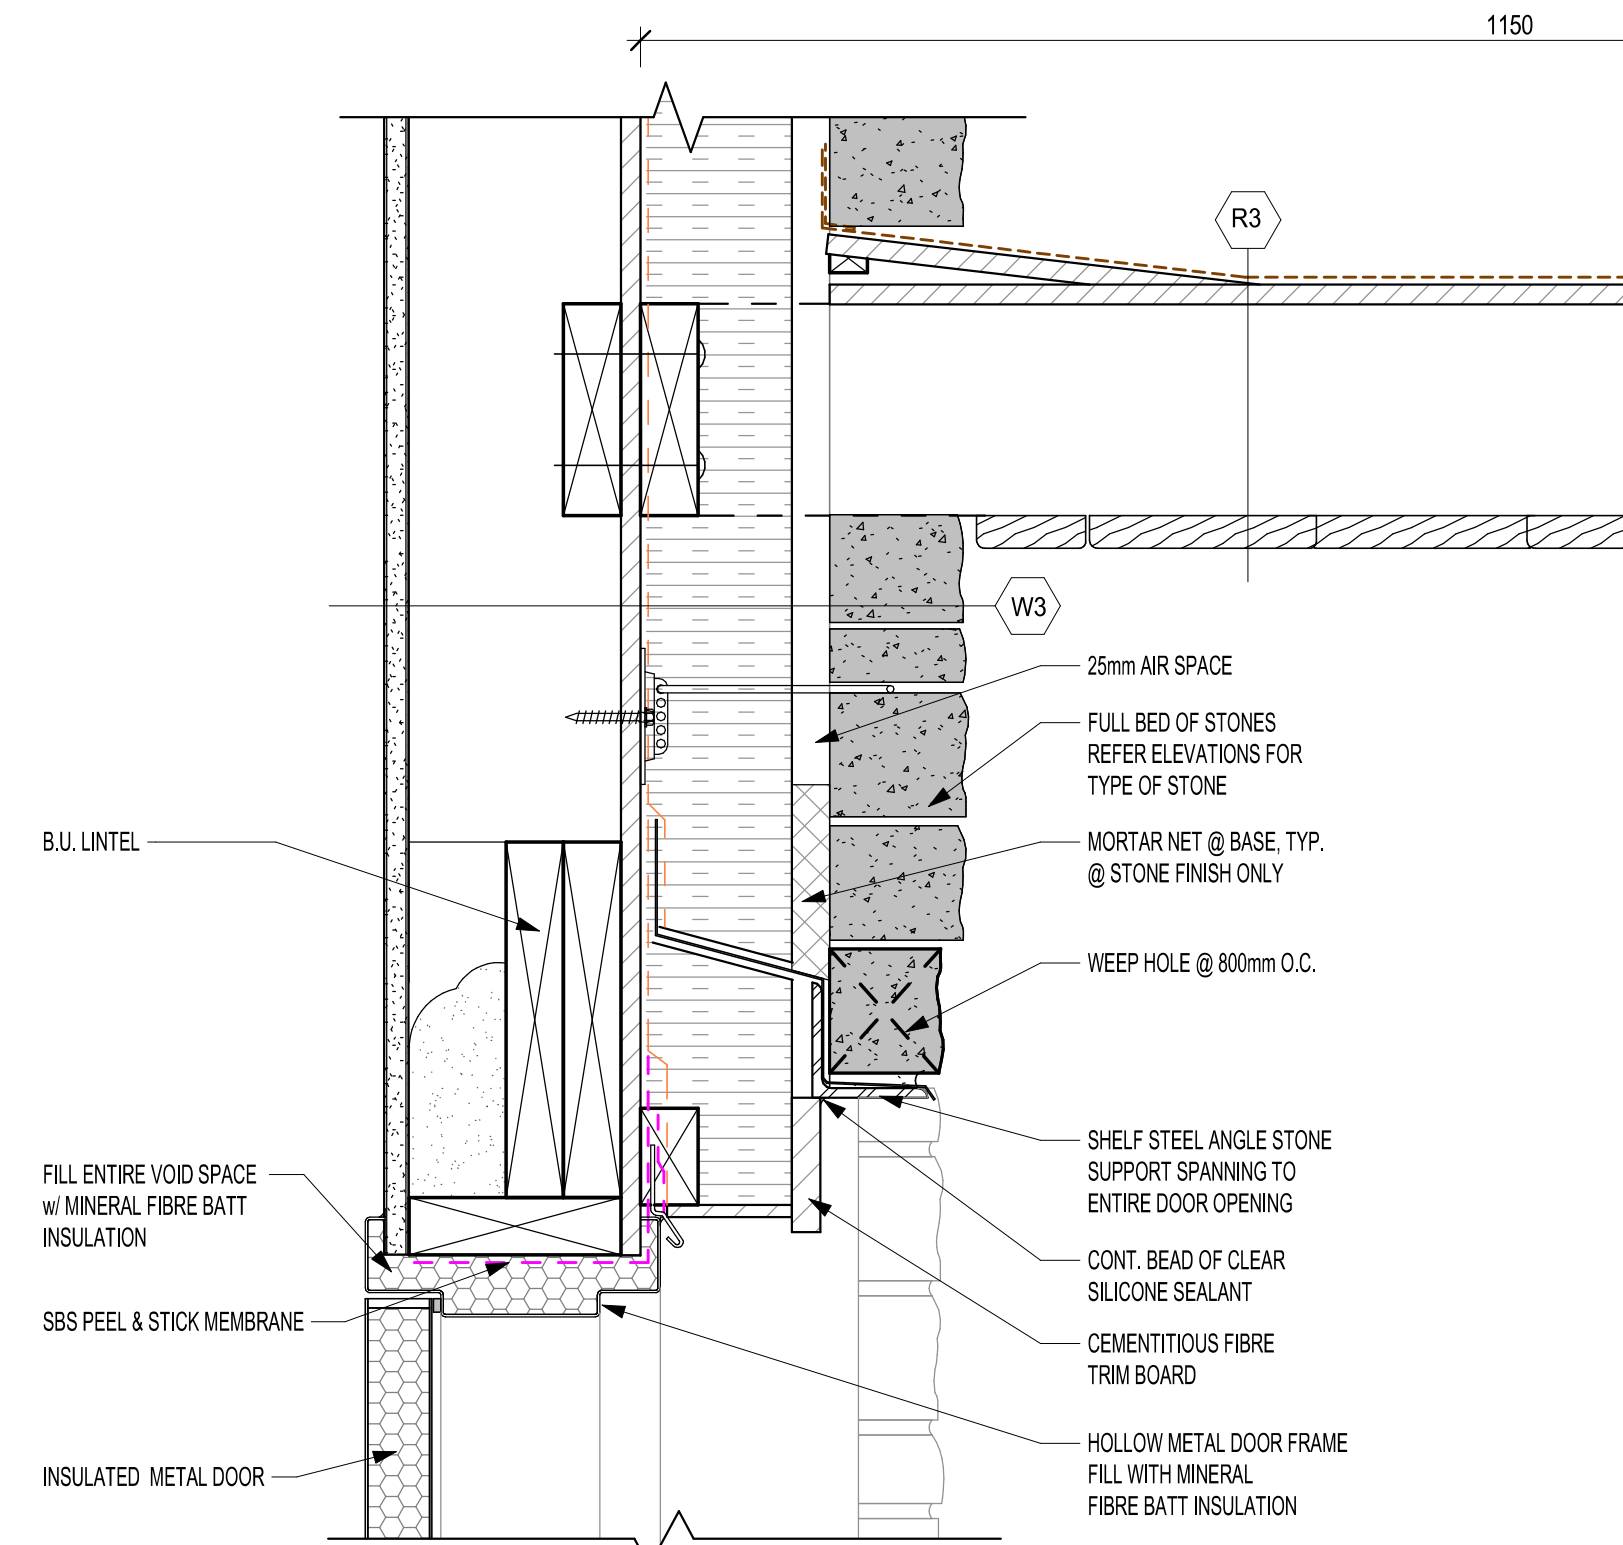 1150
R3
W3
25mm AIR SPACE
FULL BED OF STONES
REFER ELEVATIONS FOR
TYPE OF STONE
B.U. LINTEL
MORTAR NET @ BASE, TYP.
@ STONE FINISH ONLY
WEEP HOLE @ 800mm O.C.
SHELF STEEL ANGLE STONE
SUPPORT SPANNING TO
ENTIRE DOOR OPENING
FILL ENTIRE VOID SPACE
w/ MINERAL FIBRE BATT
INSULATION
CONT. BEAD OF CLEAR
SILICONE SEALANT
SBS PEEL & STICK MEMBRANE
CEMENTITIOUS FIBRE
TRIM BOARD
INSULATED METAL DOOR
HOLLOW METAL DOOR FRAME
FILL WITH MINERAL
FIBRE BATT INSULATION